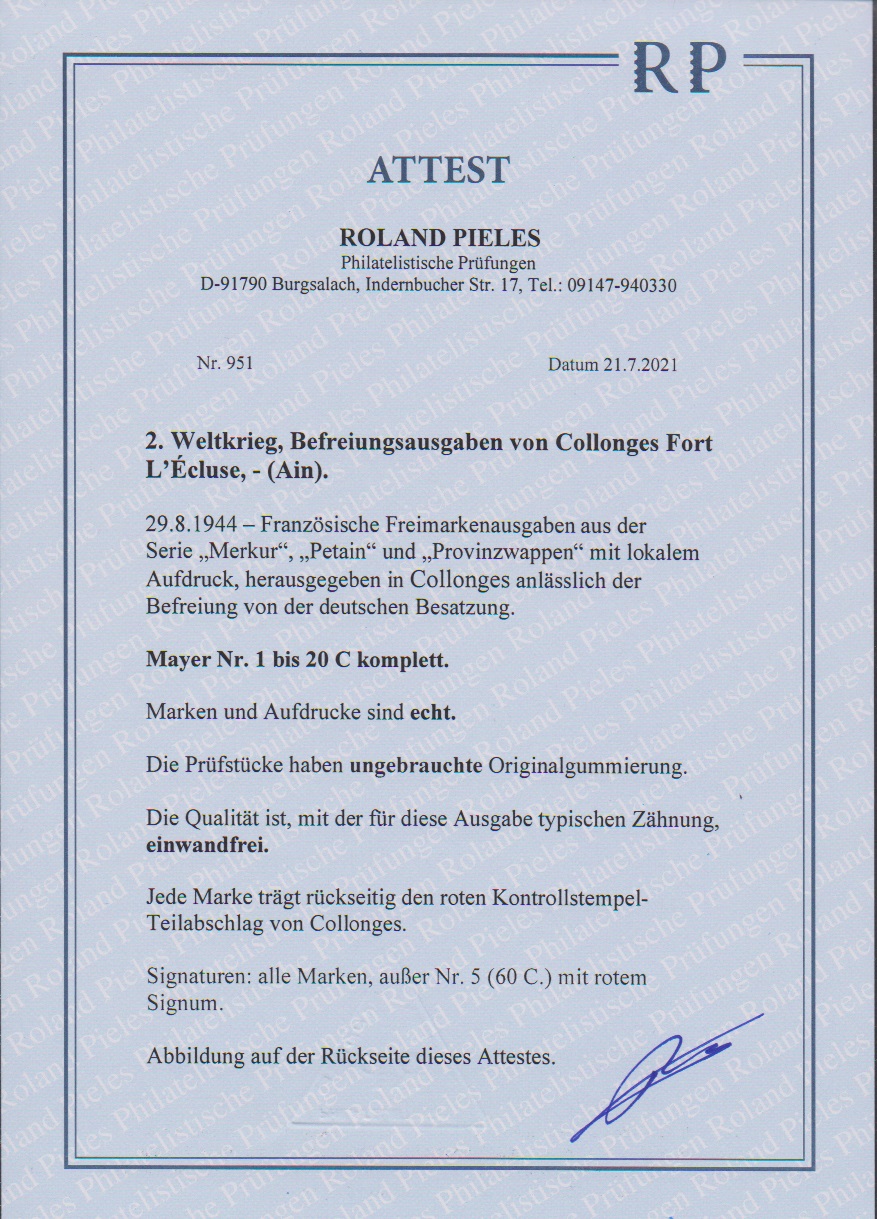 RP
ATTEST
ROLAND PIELES
Philatelistische Prüfungen
D-91790 Burgsalach, Indernbucher Str. 17, Tel.: 09147-940330
Nr. 951
Datum 21.7.2021
2. Weltkrieg, Befreiungsausgaben von Collonges Fort
L’Écluse, - (Ain).
29.8.1944 – Französische Freimarkenausgaben aus der
Serie „Merkur“, „Petain“ und „Provinzwappen“ mit lokalem
Aufdruck, herausgegeben in Collonges anlässlich der
Befreiung von der deutschen Besatzung.
Mayer Nr. 1 bis 20 C komplett.
Marken und Aufdrucke sind echt.
Die Prüfstücke haben ungebrauchte Originalgummierung.
Die Qualität ist, mit der für diese Ausgabe typischen Zähnung,
einwandfrei.
Jede Marke trägt rückseitig den roten Kontrollstempel-
Teilabschlag von Collonges.
Signaturen: alle Marken, außer Nr. 5 (60 C.) mit rotem
Signum.
Abbildung auf der Rückseite dieses Attestes.